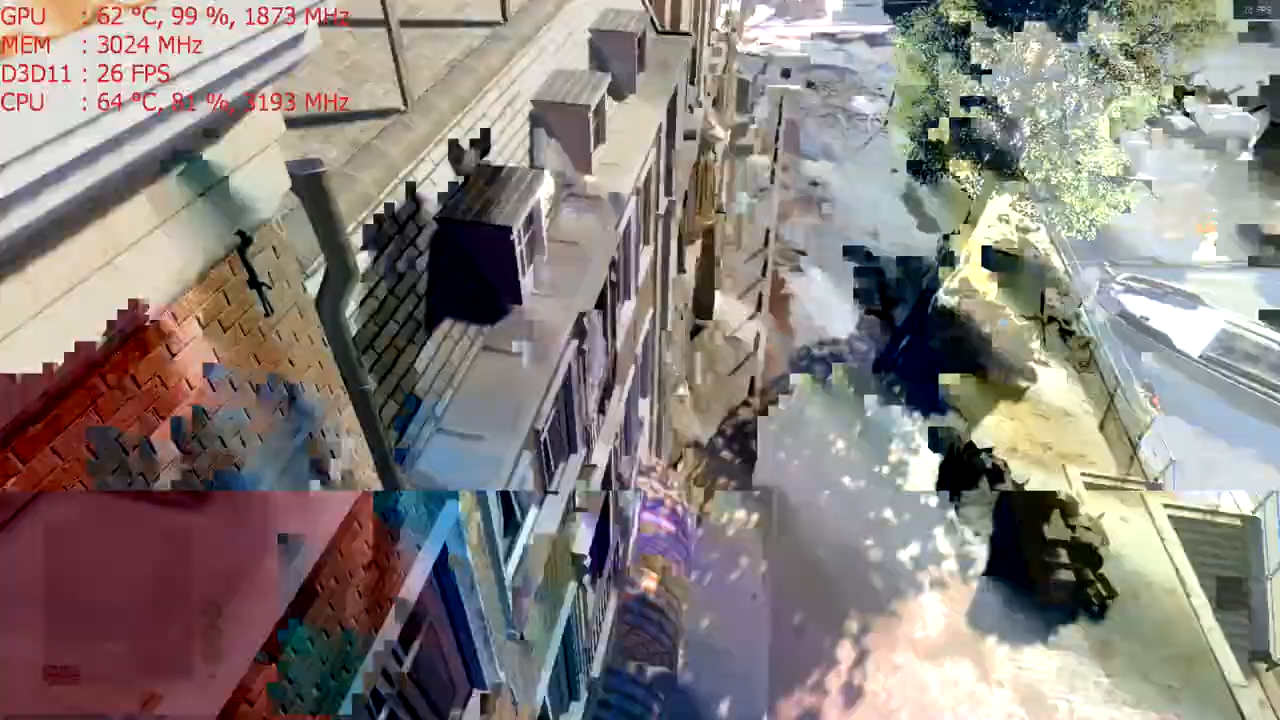 GPU : 62 °C, 99 %, 1873 MHz
MEM : 3024 MHz
D3D11 : 26 FPS
CPU : 64 °C, 81 %, 3193 MHz